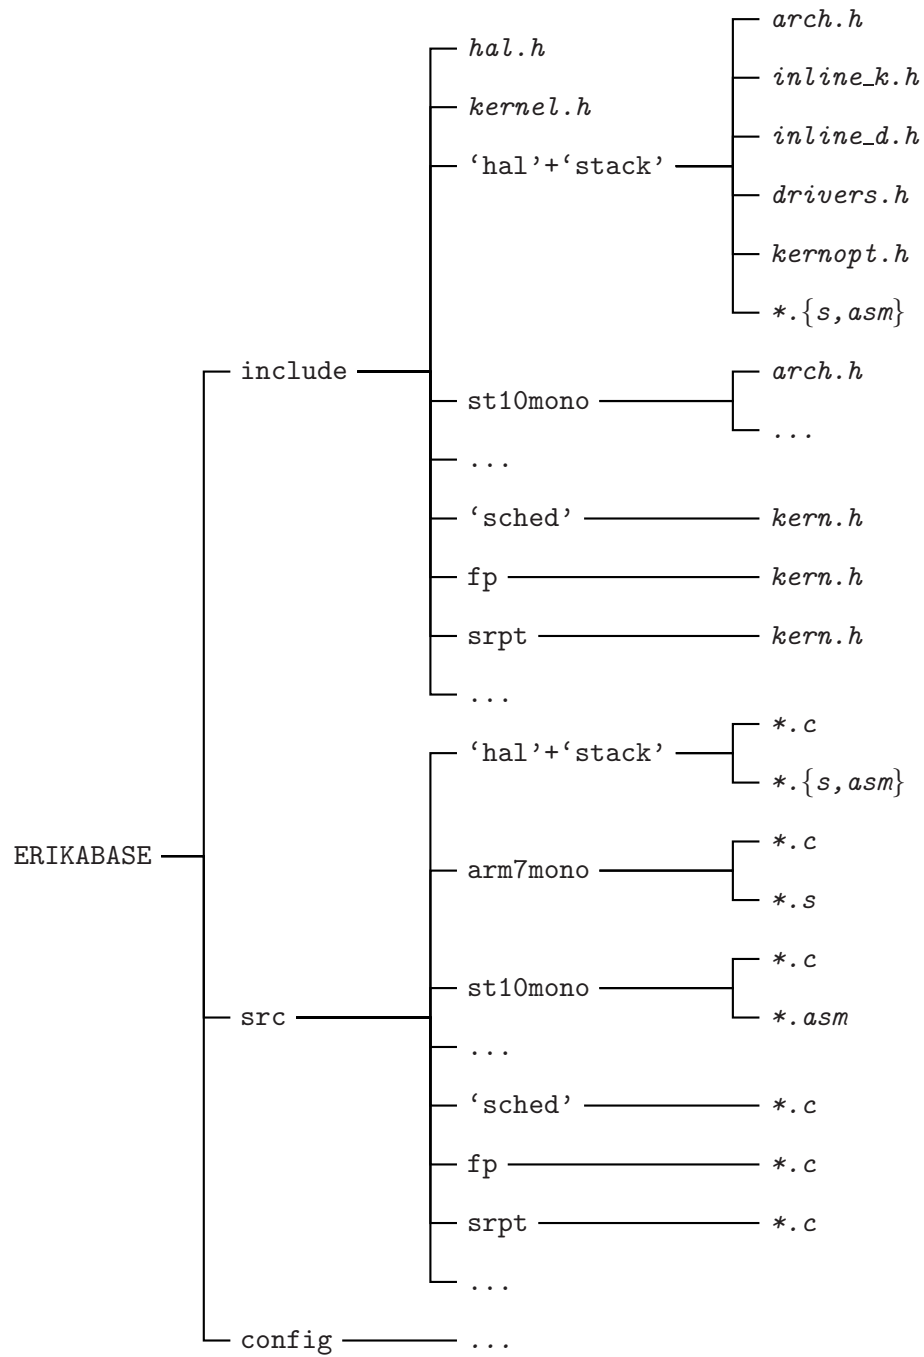 arch.h
hal.h
inline_k.h
kernel.h
inline_d.h
‘hal’+‘stack’
drivers.h
kernopt.h
*.{s,asm}
include
arch.h
st10mono
...
...
‘sched’ kern.h
fp kern.h
srpt kern.h
...
*.c
‘hal’+‘stack’
*.{s,asm}
*.c
ERIKABASE
arm7mono
*.s
*.c
st10mono
src
*.asm
...
‘sched’ *.c
fp *.c
srpt *.c
...
config ...